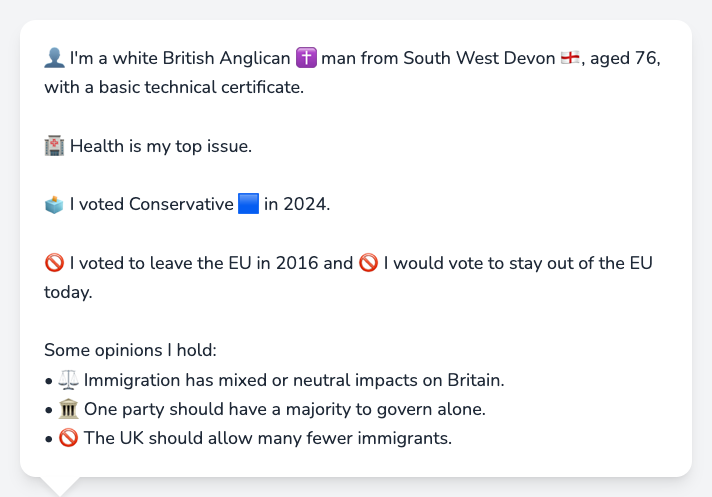 👤 I'm a white British Anglican ✝️ man from South West Devon 🏴󠁧󠁢󠁥󠁮󠁧󠁿, aged 76,
with a basic technical certificate.
🏥 Health is my top issue.
🗳️ I voted Conservative 🟦 in 2024.
🚫 I voted to leave the EU in 2016 and 🚫 I would vote to stay out of the EU
today.
Some opinions I hold:
• ⚖️ Immigration has mixed or neutral impacts on Britain.
• 🏛️ One party should have a majority to govern alone.
• 🚫 The UK should allow many fewer immigrants.